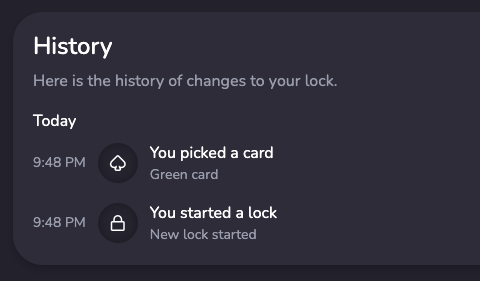 History
Here is the history of changes to your lock.
Today
9:48 PM
You picked a card
Green card
9:48 PM
You started a lock
New lock started